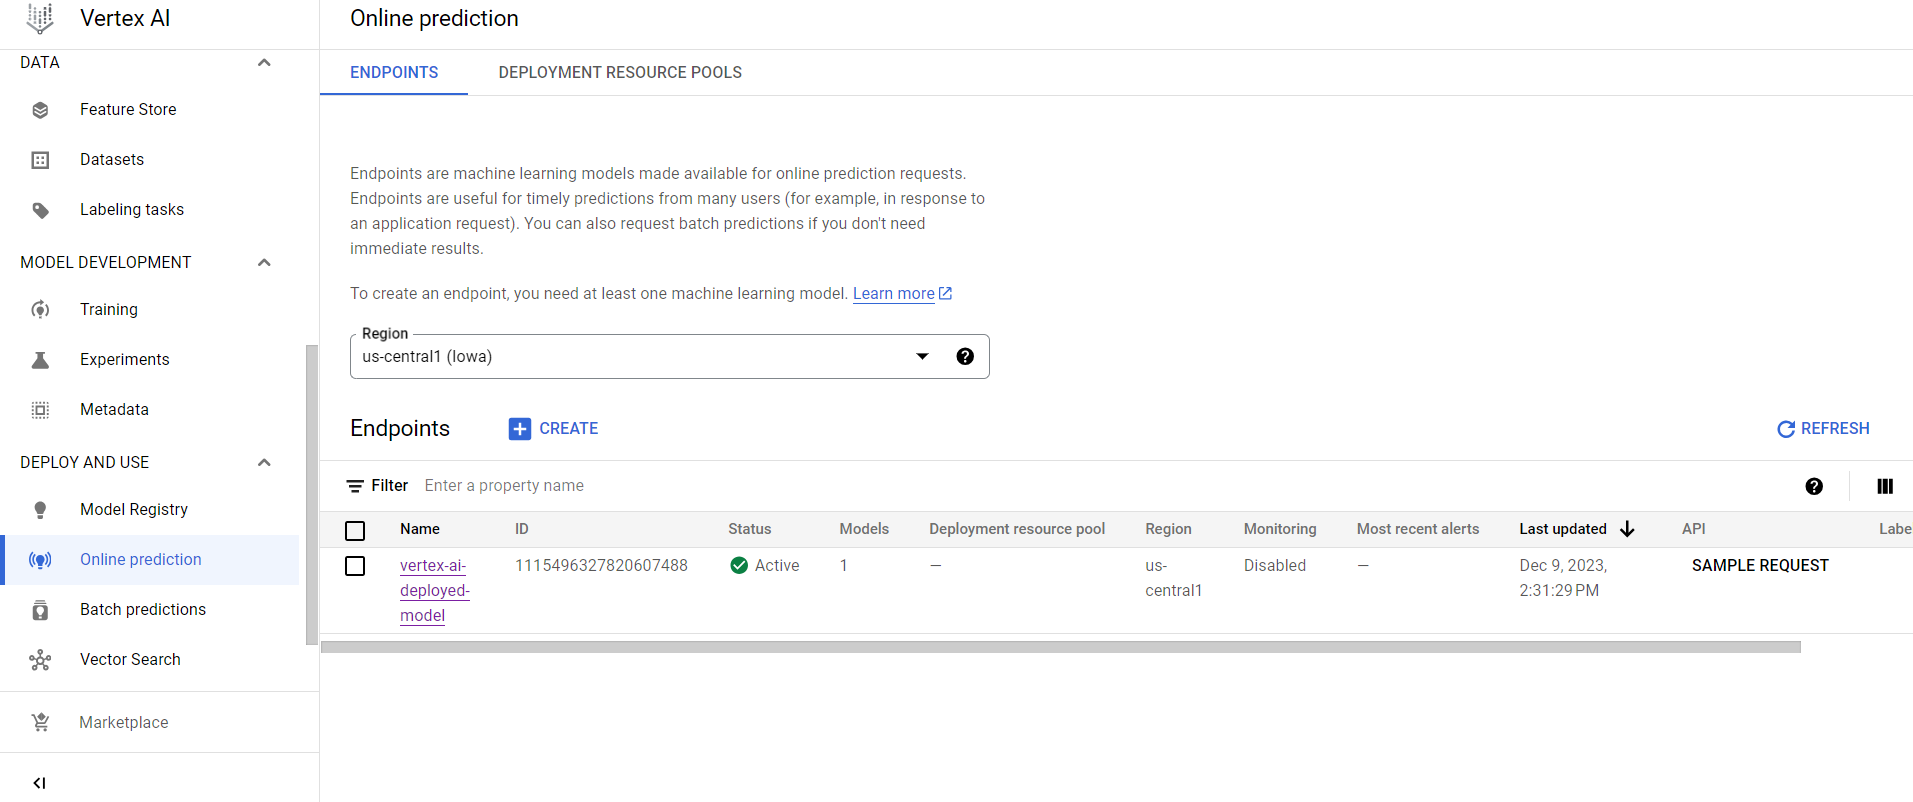 Vertex AI
DATA
Feature Store
Datasets
Labeling tasks
MODEL DEVELOPMENT
Training
Experiments
Metadata
DEPLOY AND USE
Model Registry
Online prediction
Batch predictions
Vector Search
Marketplace
Online prediction
ENDPOINTS DEPLOYMENT RESOURCE POOLS
Endpoints are machine learning models made available for online prediction requests.
Endpoints are useful for timely predictions from many users (for example, in response to
an application request). You can also request batch predictions if you don't need
immediate results.
To create an endpoint, you need at least one machine learning model. Learn more
Region
us-central1 (Iowa)
Endpoints CREATE REFRESH
Filter Enter a property name
Name ID Status Models Deployment resource pool Region Monitoring Most recent alerts Last updated API Labe
vertex-ai- 1115496327820607488 Active 1 — us- Disabled — Dec 9, 2023, SAMPLE REQUEST
deployed- central1 2:31:29 PM
model